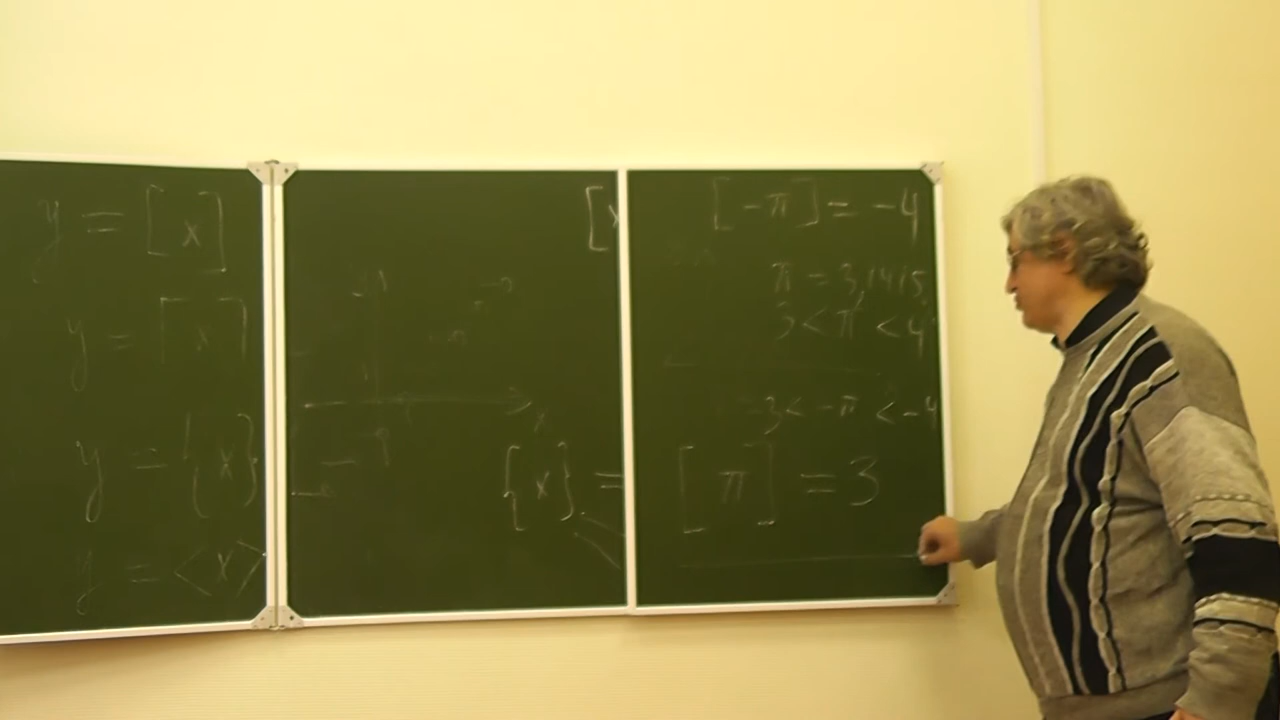 y = [x]
y = ⌈x⌉
y = {x}
y = <x>
[x
y
x
{x} =
[-π] = -4
π = 3,1415
3 < π < 4
-3 < -π < -4
[π] = 3